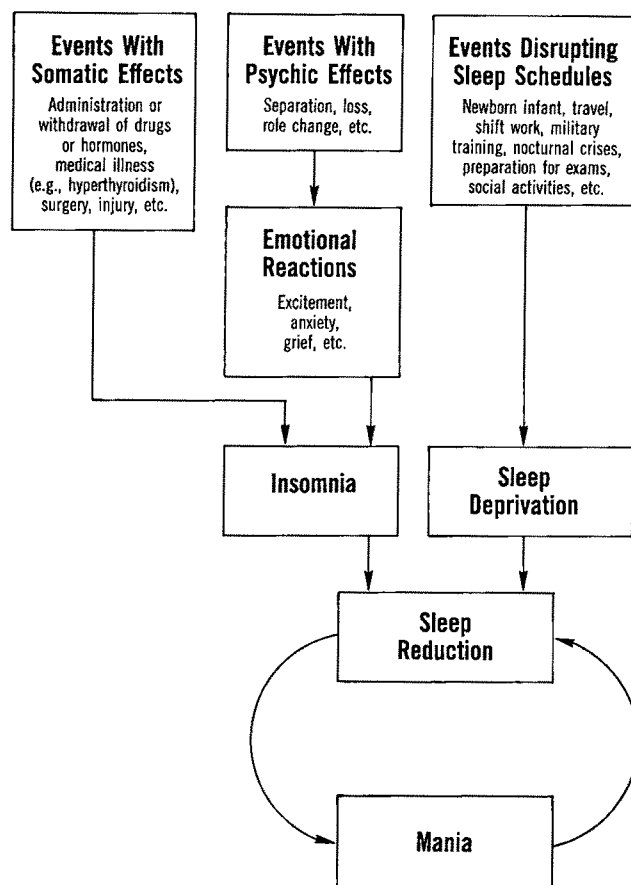 Events With
Somatic Effects
Administration or
withdrawal of drugs
or hormones,
medical illness
(e.g., hyperthyroidism),
surgery, injury, etc.
Events With
Psychic Effects
Separation, loss,
role change, etc.
Events Disrupting
Sleep Schedules
Newborn infant, travel,
shift work, military
training, nocturnal crises,
preparation for exams,
social activities, etc.
Emotional
Reactions
Excitement,
anxiety,
grief, etc.
Insomnia
Sleep
Deprivation
Sleep
Reduction
Mania